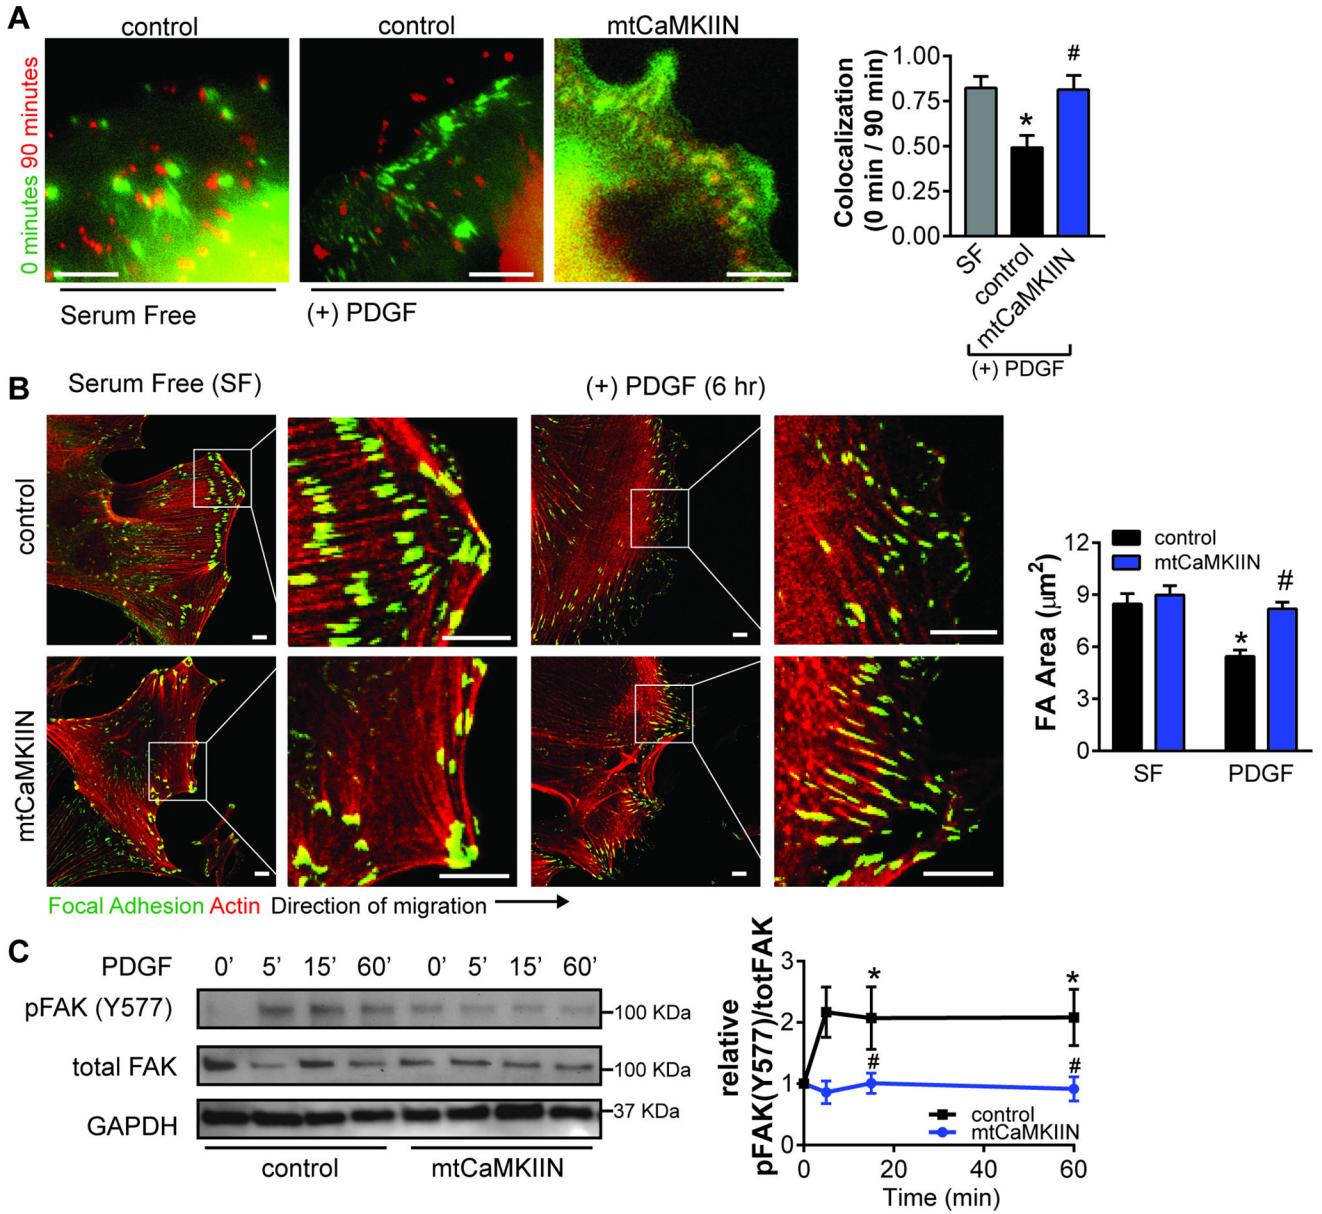 A
control
control
mtCaMKIIN
0 minutes 90 minutes
Serum Free
(+) PDGF
Colocalization
(0 min / 90 min)
1.00
0.75
0.50
0.25
0.00
*
#
SF
control
mtCaMKIIN
(+) PDGF
B
Serum Free (SF)
(+) PDGF (6 hr)
control
mtCaMKIIN
Focal Adhesion Actin Direction of migration
FA Area (μm²)
12
9
6
3
0
control
mtCaMKIIN
*
#
SF
PDGF
C
PDGF 0’ 5’ 15’ 60’ 0’ 5’ 15’ 60’
pFAK (Y577)
100 KDa
total FAK
100 KDa
GAPDH
37 KDa
control
mtCaMKIIN
relative
pFAK(Y577)/totFAK
3
2
1
0
*
*
#
#
control
mtCaMKIIN
0 20 40 60
Time (min)